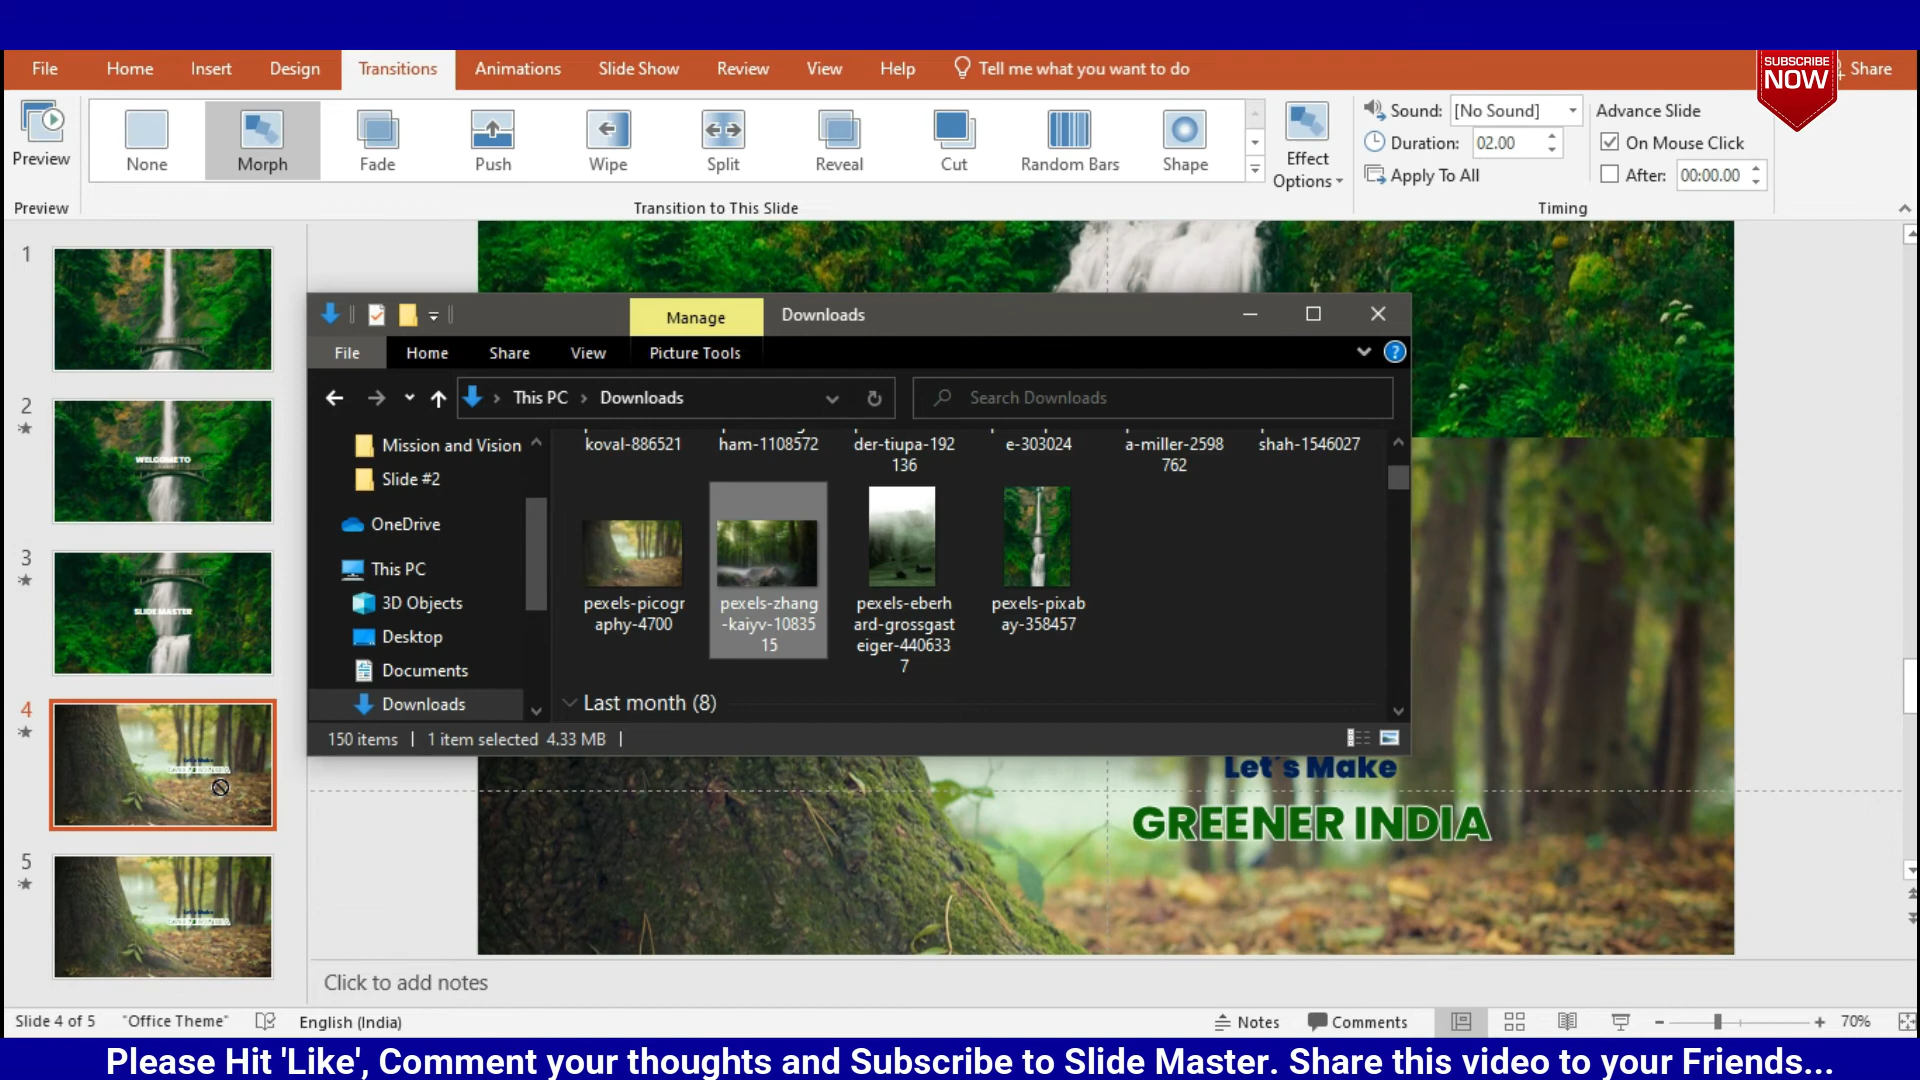 File Home Insert Design Transitions Animations Slide Show Review View Help Tell me what you want to do Share
SUBSCRIBE
NOW
Preview None Morph Fade Push Wipe Split Reveal Cut Random Bars Shape
Effect
Options
Sound: [No Sound] Advance Slide
Duration: 02.00 On Mouse Click
Apply To All After: 00:00.00
Preview Transition to This Slide Timing
1
2
WELCOME TO
3
SLIDE MASTER
4
Let's Make
5
Let's Make
Manage Downloads
File Home Share View Picture Tools
This PC Downloads Search Downloads
Mission and Vision
Slide #2
OneDrive
This PC
3D Objects
Desktop
Documents
Downloads
koval-886521
ham-1108572
der-tiupa-192
136
e-303024
a-miller-2598
762
shah-1546027
pexels-picogr
aphy-4700
pexels-zhang
-kaiyv-10835
15
pexels-eberh
ard-grossgast
eiger-440633
7
pexels-pixab
ay-358457
Last month (8)
150 items 1 item selected 4.33 MB
Let's Make
GREENER INDIA
Click to add notes
Slide 4 of 5 "Office Theme" English (India) Notes Comments 70%
Please Hit 'Like', Comment your thoughts and Subscribe to Slide Master. Share this video to your Friends...